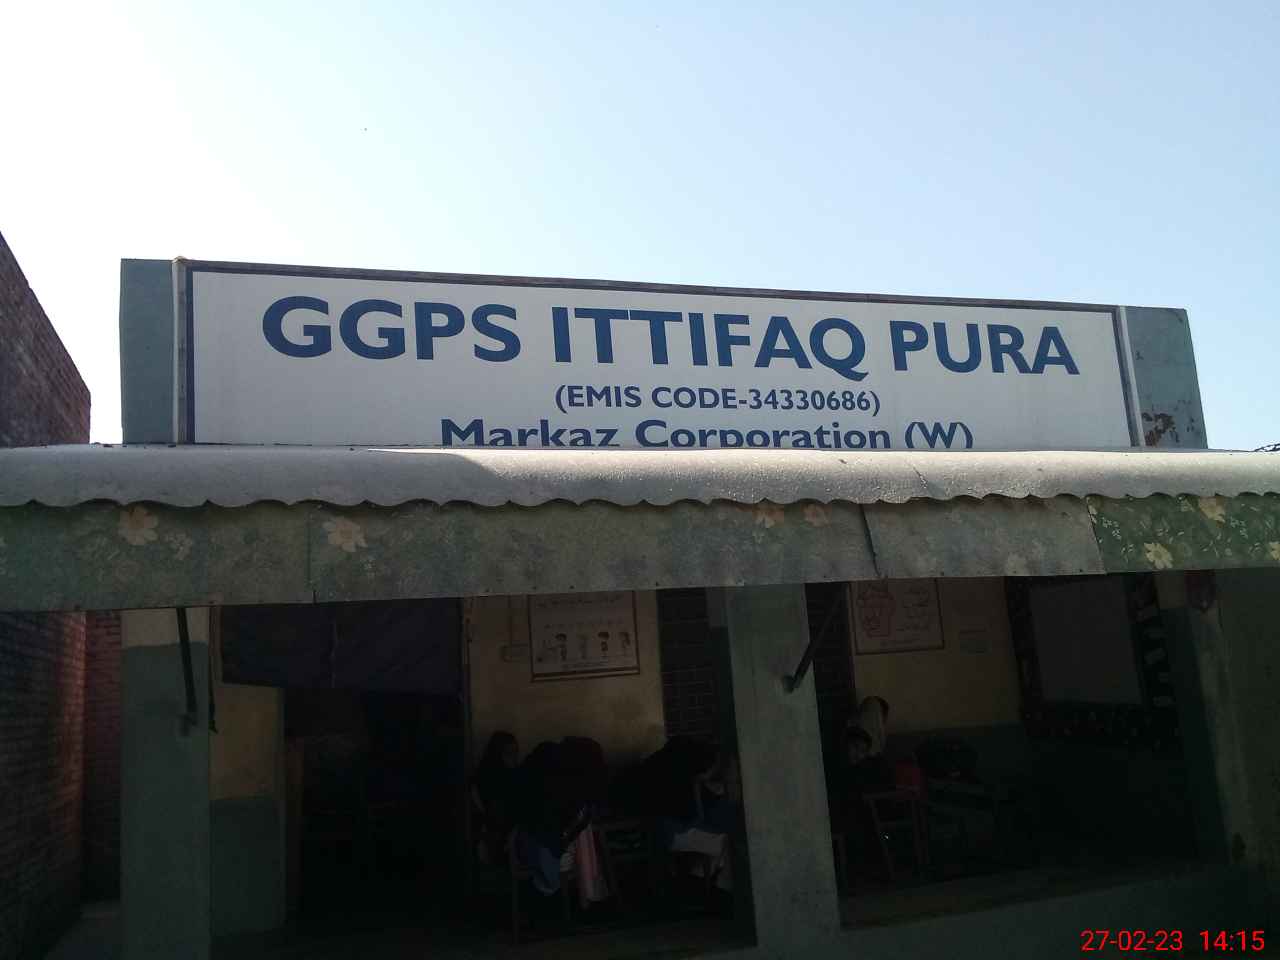 GGPS ITTIFAQ PURA
(EMIS CODE-34330686)
Markaz Corporation (W)
27-02-23 14:15